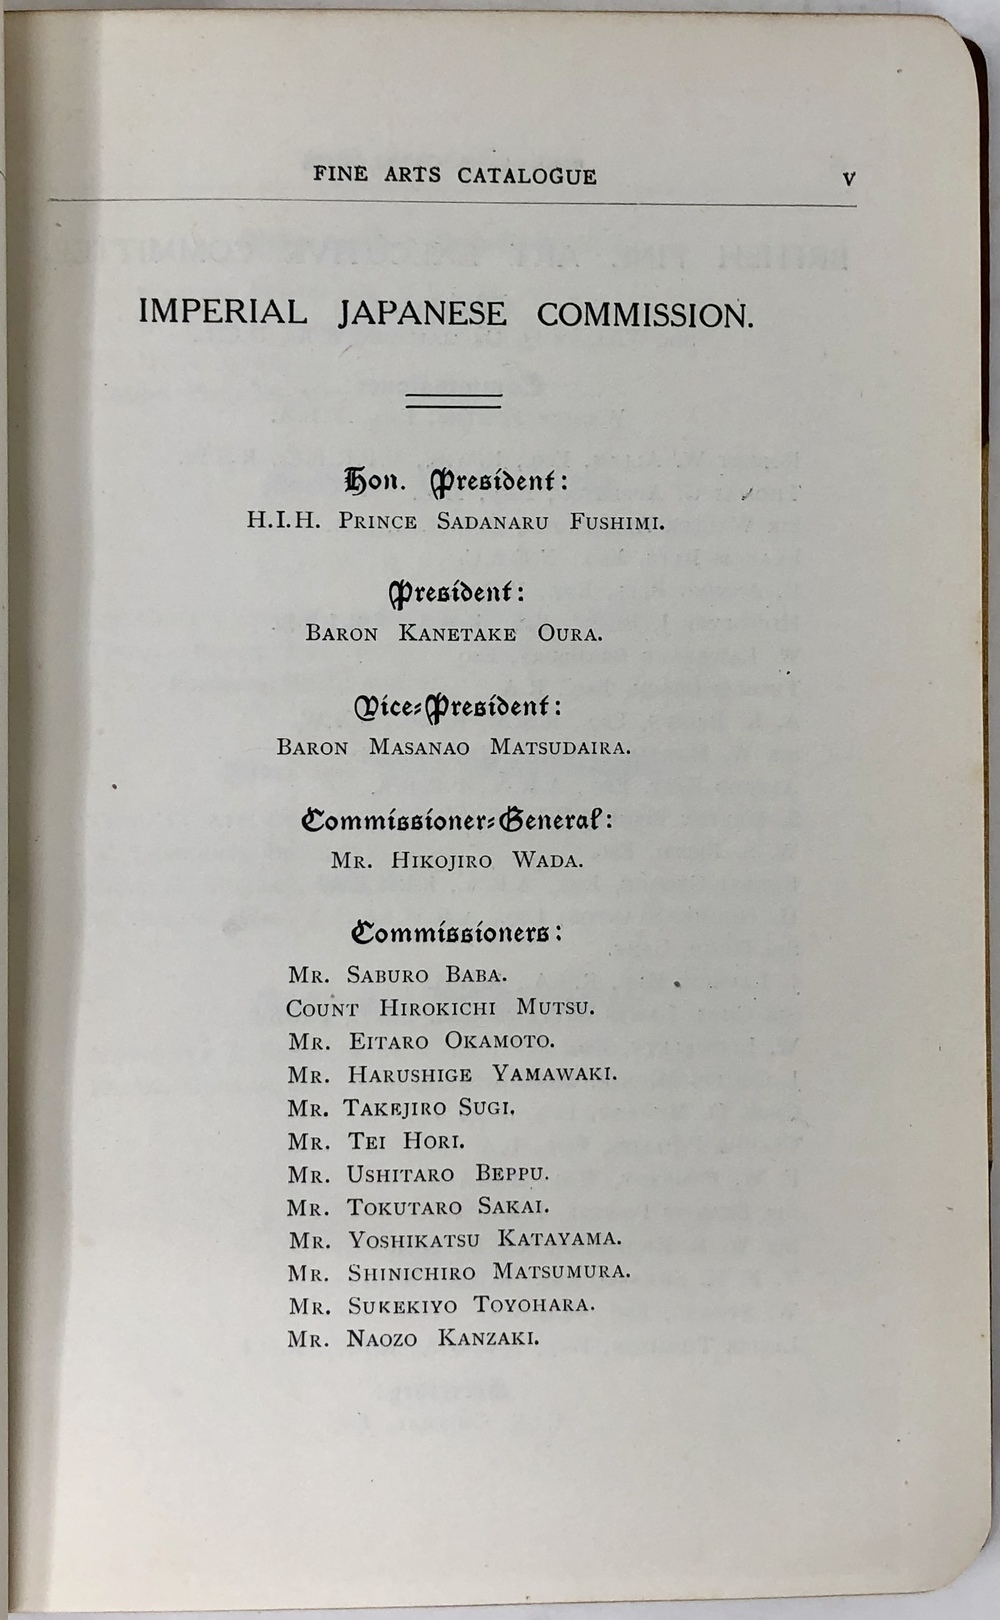 FINE ARTS CATALOGUE v
IMPERIAL JAPANESE COMMISSION.
Hon. President:
H.I.H. PRINCE SADANARU FUSHIMI.
President:
BARON KANETAKE OURA.
Vice-President:
BARON MASANAO MATSUDAIRA.
Commissioner-General:
MR. HIKOJIRO WADA.
Commissioners:
MR. SABURO BABA.
COUNT HIROKICHI MUTSU.
MR. EITARO OKAMOTO.
MR. HARUSHIGE YAMAWAKI.
MR. TAKEJIRO SUGI.
MR. TEI HORI.
MR. USHITARO BEPPU.
MR. TOKUTARO SAKAI.
MR. YOSHIKATSU KATAYAMA.
MR. SHINICHIRO MATSUMURA.
MR. SUKEKIYO TOYOHARA.
MR. NAOZO KANZAKI.